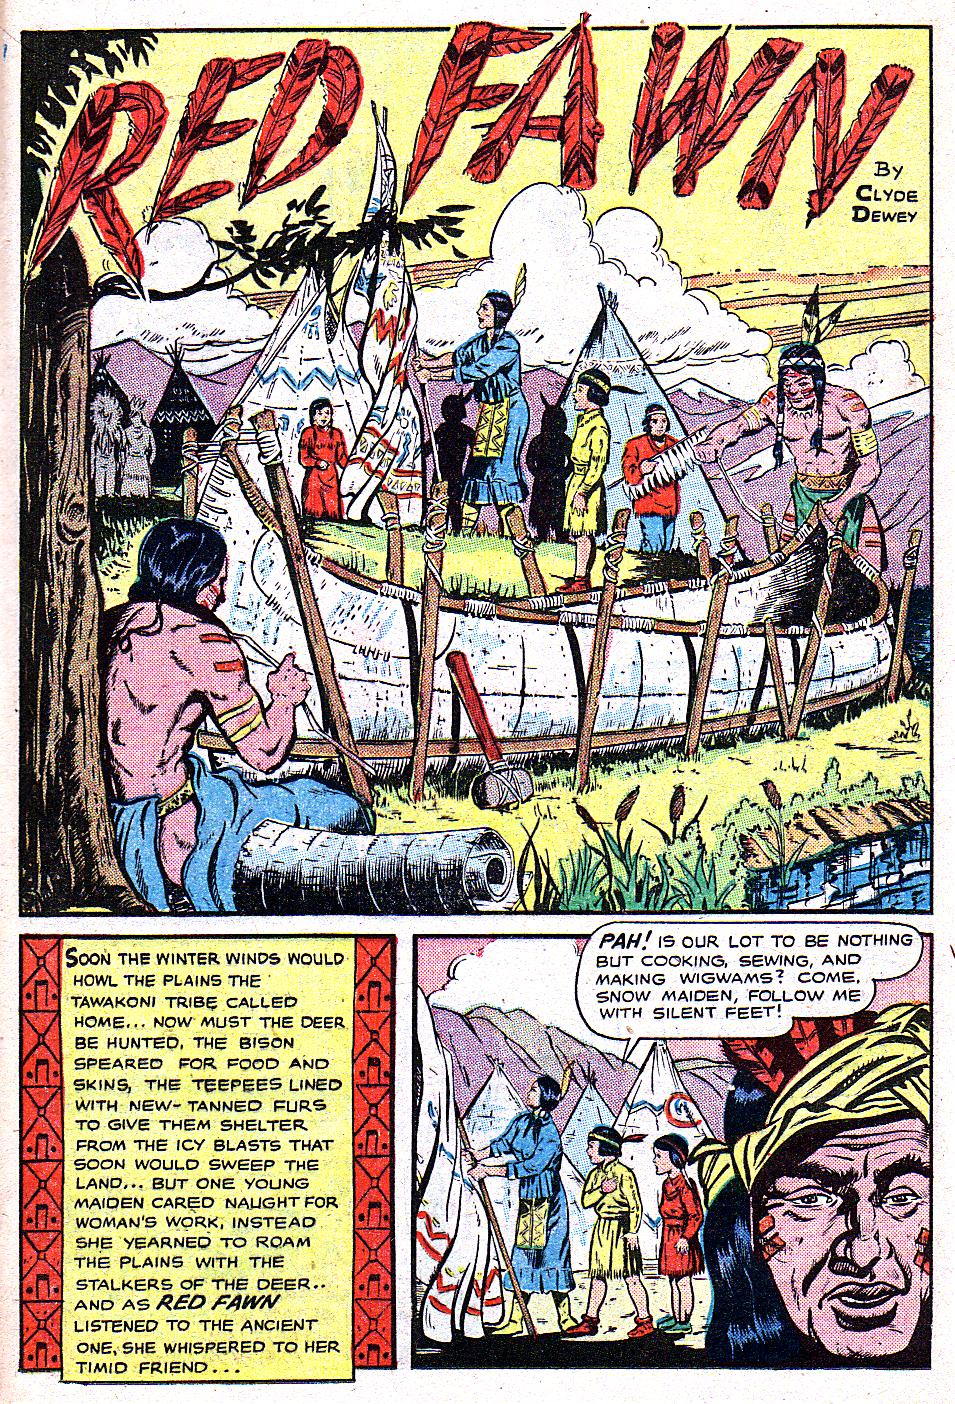 RED FAWN
BY
CLYDE
DEWEY
SOON THE WINTER WINDS WOULD
HOWL THE PLAINS THE
TAWAKONI TRIBE CALLED
HOME... NOW MUST THE DEER
BE HUNTED, THE BISON
SPEARED FOR FOOD AND
SKINS, THE TEEPEES LINED
WITH NEW-TANNED FURS
TO GIVE THEM SHELTER
FROM THE ICY BLASTS THAT
SOON WOULD SWEEP THE
LAND... BUT ONE YOUNG
MAIDEN CARED NAUGHT FOR
WOMAN'S WORK, INSTEAD
SHE YEARNED TO ROAM
THE PLAINS WITH THE
STALKERS OF THE DEER..
AND AS RED FAWN
LISTENED TO THE ANCIENT
ONE, SHE WHISPERED TO HER
TIMID FRIEND...
PAH! IS OUR LOT TO BE NOTHING
BUT COOKING, SEWING, AND
MAKING WIGWAMS? COME,
SNOW MAIDEN, FOLLOW ME
WITH SILENT FEET!